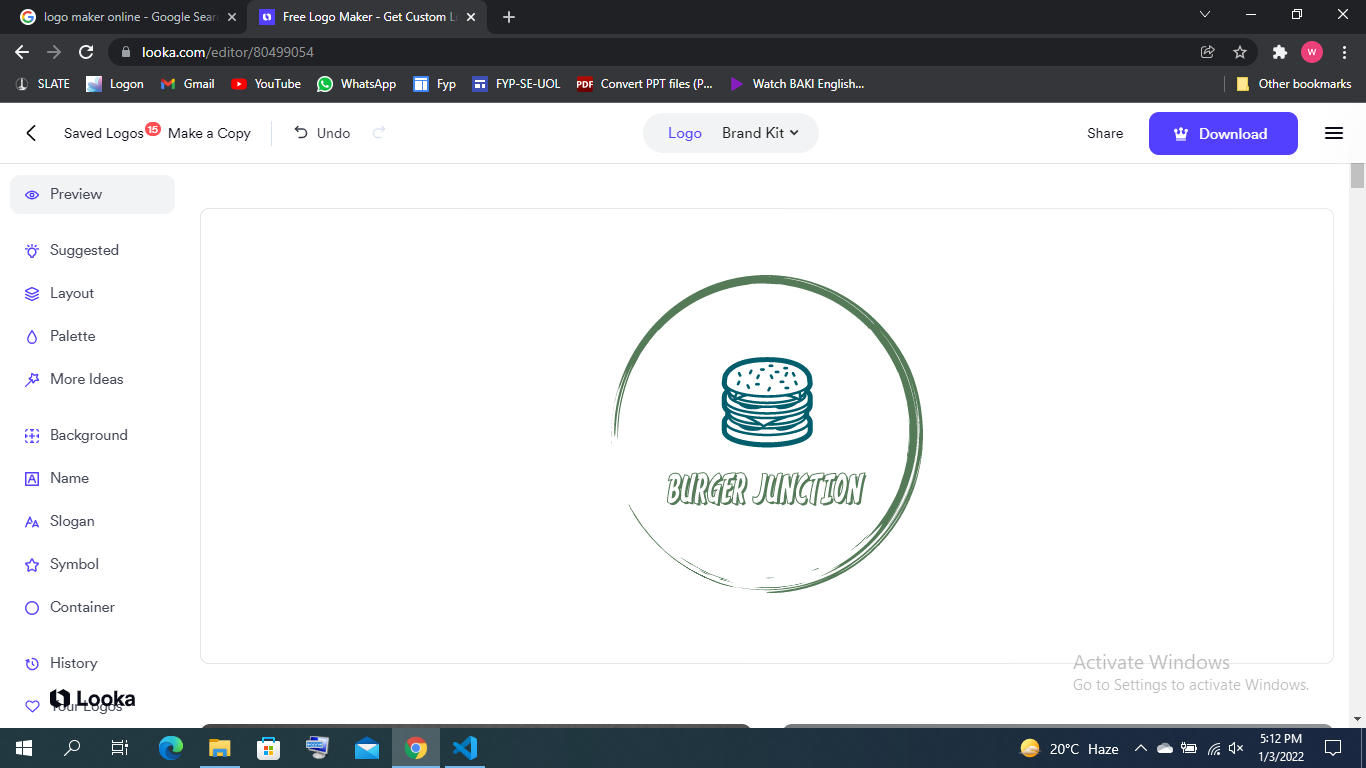 logo maker online - Google Sear
Free Logo Maker - Get Custom L
looka.com/editor/80499054
W
SLATE
Logon
Gmail
YouTube
WhatsApp
Fyp
FYP-SE-UOL
PDF
Convert PPT files (P...
Watch BAKI English...
Other bookmarks
Saved Logos 15
Make a Copy
Undo
Logo
Brand Kit
Share
Download
Preview
Suggested
Layout
Palette
More Ideas
Background
Name
Slogan
Symbol
Container
History
Your Logos
Looka
BURGER JUNCTION
Activate Windows
Go to Settings to activate Windows.
20°C Haze
5:12 PM
1/3/2022